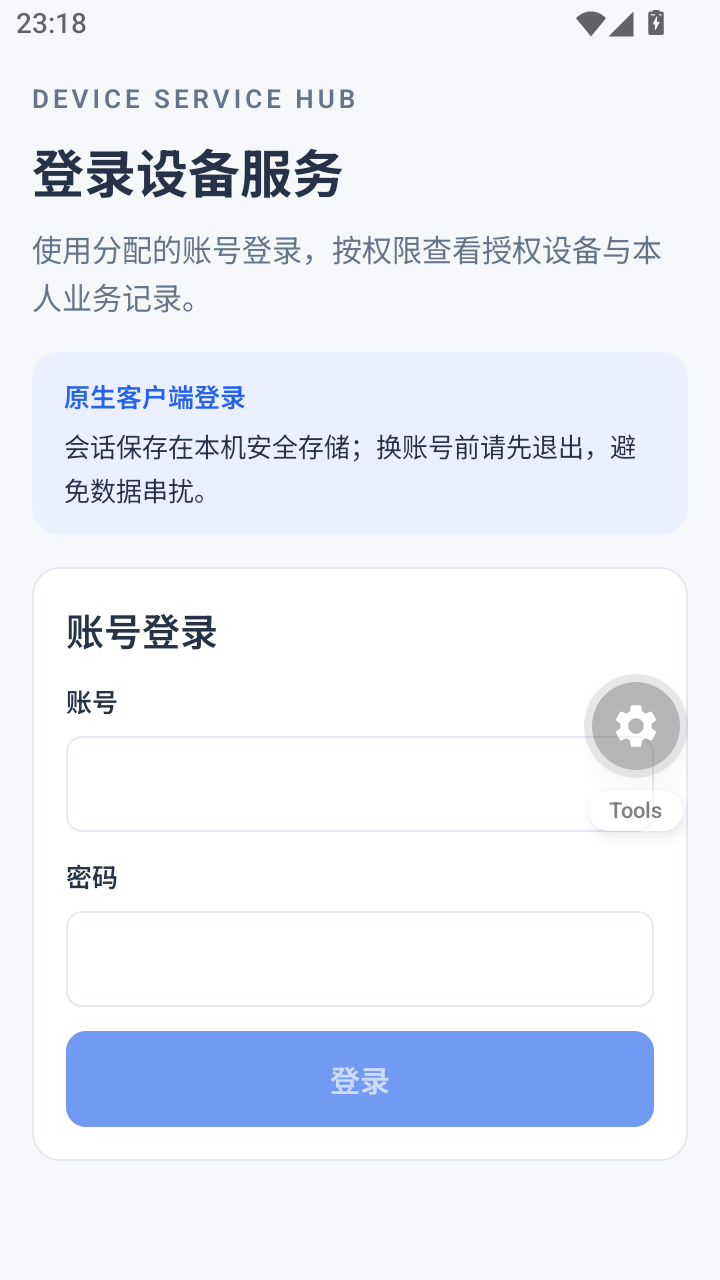 23:18
DEVICE SERVICE HUB
登录设备服务
使用分配的账号登录，按权限查看授权设备与本
人业务记录。
原生客户端登录
会话保存在本机安全存储；换账号前请先退出，避
免数据串扰。
账号登录
账号
Tools
密码
登录